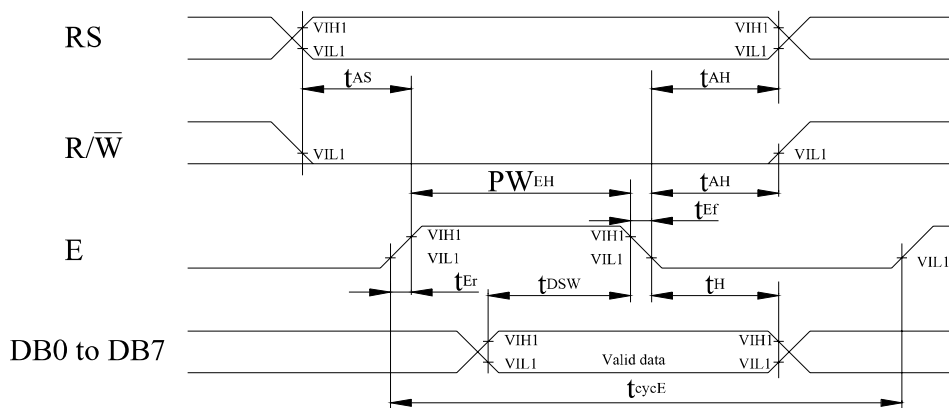 RS VIH1 VIH1
VIL1 VIL1
tAS tAH
R/W̅ VIL1 VIL1
PWEH tAH
tEf
E VIH1 VIH1
VIL1 VIL1 VIL1
tEr tDSW tH
DB0 to DB7 VIH1 VIH1
VIL1 Valid data VIL1
tcycE